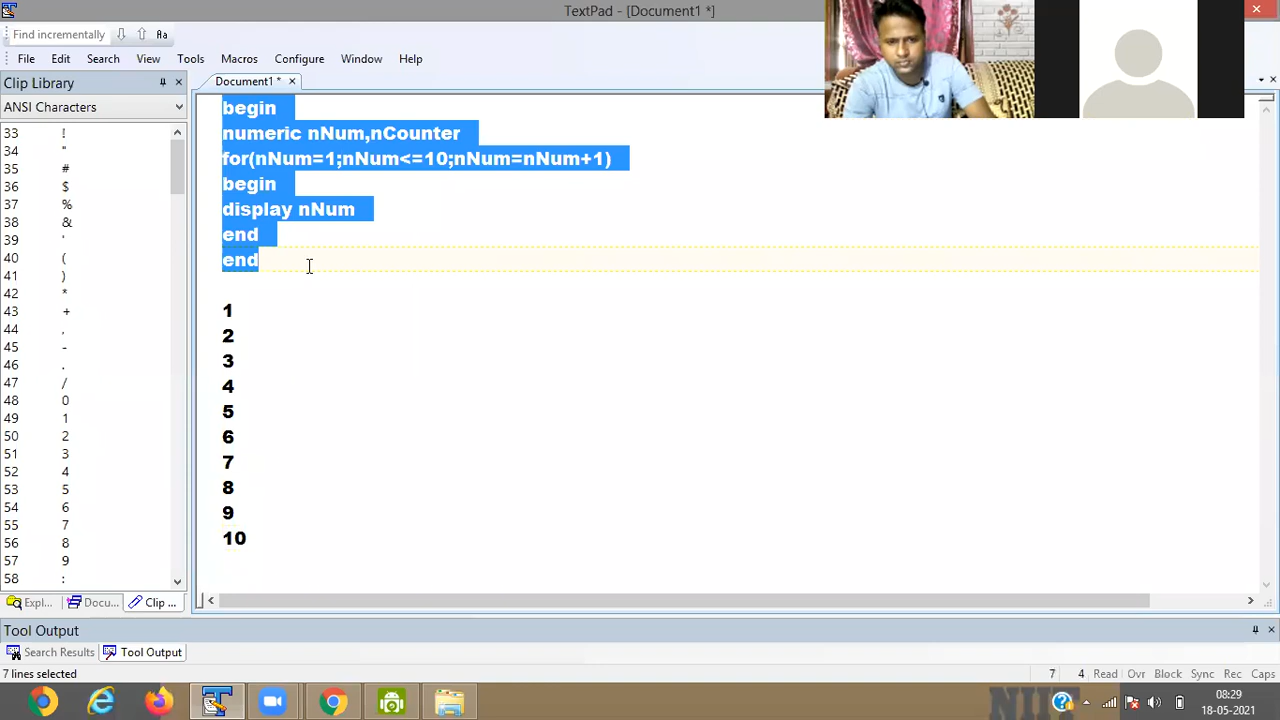 TextPad - [Document1 *]
Find incrementally
Aa
File Edit Search View Tools Macros Configure Window Help
Clip Library
Document1 *
ANSI Characters
33 !
34 "
35 #
36 $
37 %
38 &
39 '
40 (
41 )
42 *
43 +
44 ,
45 -
46 .
47 /
48 0
49 1
50 2
51 3
52 4
53 5
54 6
55 7
56 8
57 9
58 :
begin
numeric nNum,nCounter
for(nNum=1;nNum<=10;nNum=nNum+1)
begin
display nNum
end
end
1
2
3
4
5
6
7
8
9
10
Expl... Docu... Clip ...
Tool Output
Search Results Tool Output
7 lines selected
7 4 Read Ovr Block Sync Rec Caps
08:29
18-05-2021